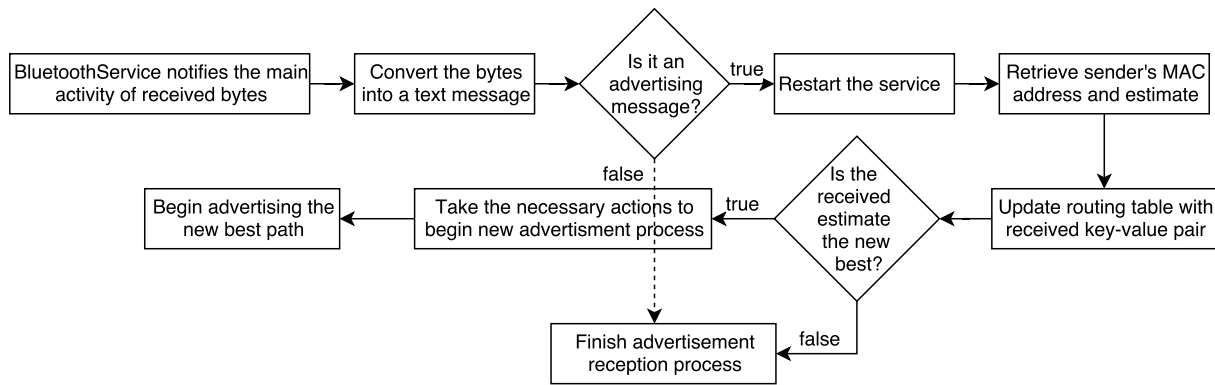 BluetoothService notifies the main
activity of received bytes
Convert the bytes
into a text message
Is it an
advertising
message?
true
Restart the service
Retrieve sender's MAC
address and estimate
false
Update routing table with
received key-value pair
Is the
received
estimate
the new
best?
true
Take the necessary actions to
begin new advertisment process
Begin advertising the
new best path
false
Finish advertisement
reception process